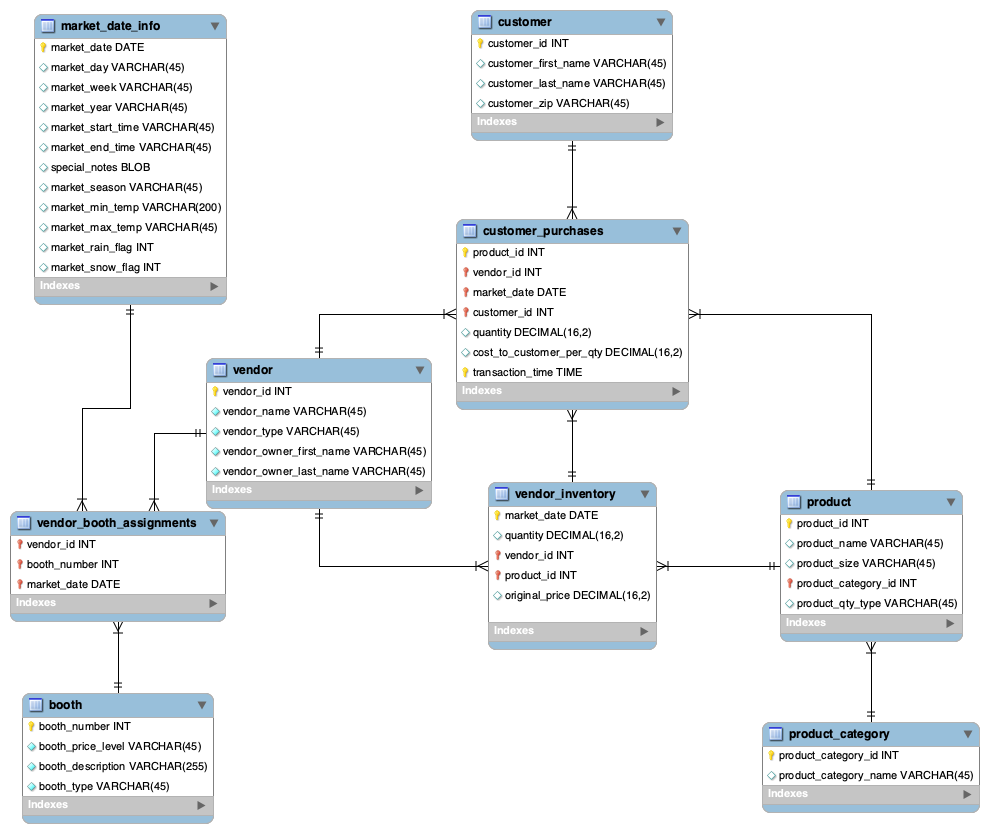 market_date_info
market_date DATE
market_day VARCHAR(45)
market_week VARCHAR(45)
market_year VARCHAR(45)
market_start_time VARCHAR(45)
market_end_time VARCHAR(45)
special_notes BLOB
market_season VARCHAR(45)
market_min_temp VARCHAR(200)
market_max_temp VARCHAR(45)
market_rain_flag INT
market_snow_flag INT
Indexes
customer
customer_id INT
customer_first_name VARCHAR(45)
customer_last_name VARCHAR(45)
customer_zip VARCHAR(45)
Indexes
customer_purchases
product_id INT
vendor_id INT
market_date DATE
customer_id INT
quantity DECIMAL(16,2)
cost_to_customer_per_qty DECIMAL(16,2)
transaction_time TIME
Indexes
vendor
vendor_id INT
vendor_name VARCHAR(45)
vendor_type VARCHAR(45)
vendor_owner_first_name VARCHAR(45)
vendor_owner_last_name VARCHAR(45)
Indexes
vendor_inventory
market_date DATE
quantity DECIMAL(16,2)
vendor_id INT
product_id INT
original_price DECIMAL(16,2)
Indexes
product
product_id INT
product_name VARCHAR(45)
product_size VARCHAR(45)
product_category_id INT
product_qty_type VARCHAR(45)
Indexes
vendor_booth_assignments
vendor_id INT
booth_number INT
market_date DATE
Indexes
booth
booth_number INT
booth_price_level VARCHAR(45)
booth_description VARCHAR(255)
booth_type VARCHAR(45)
Indexes
product_category
product_category_id INT
product_category_name VARCHAR(45)
Indexes